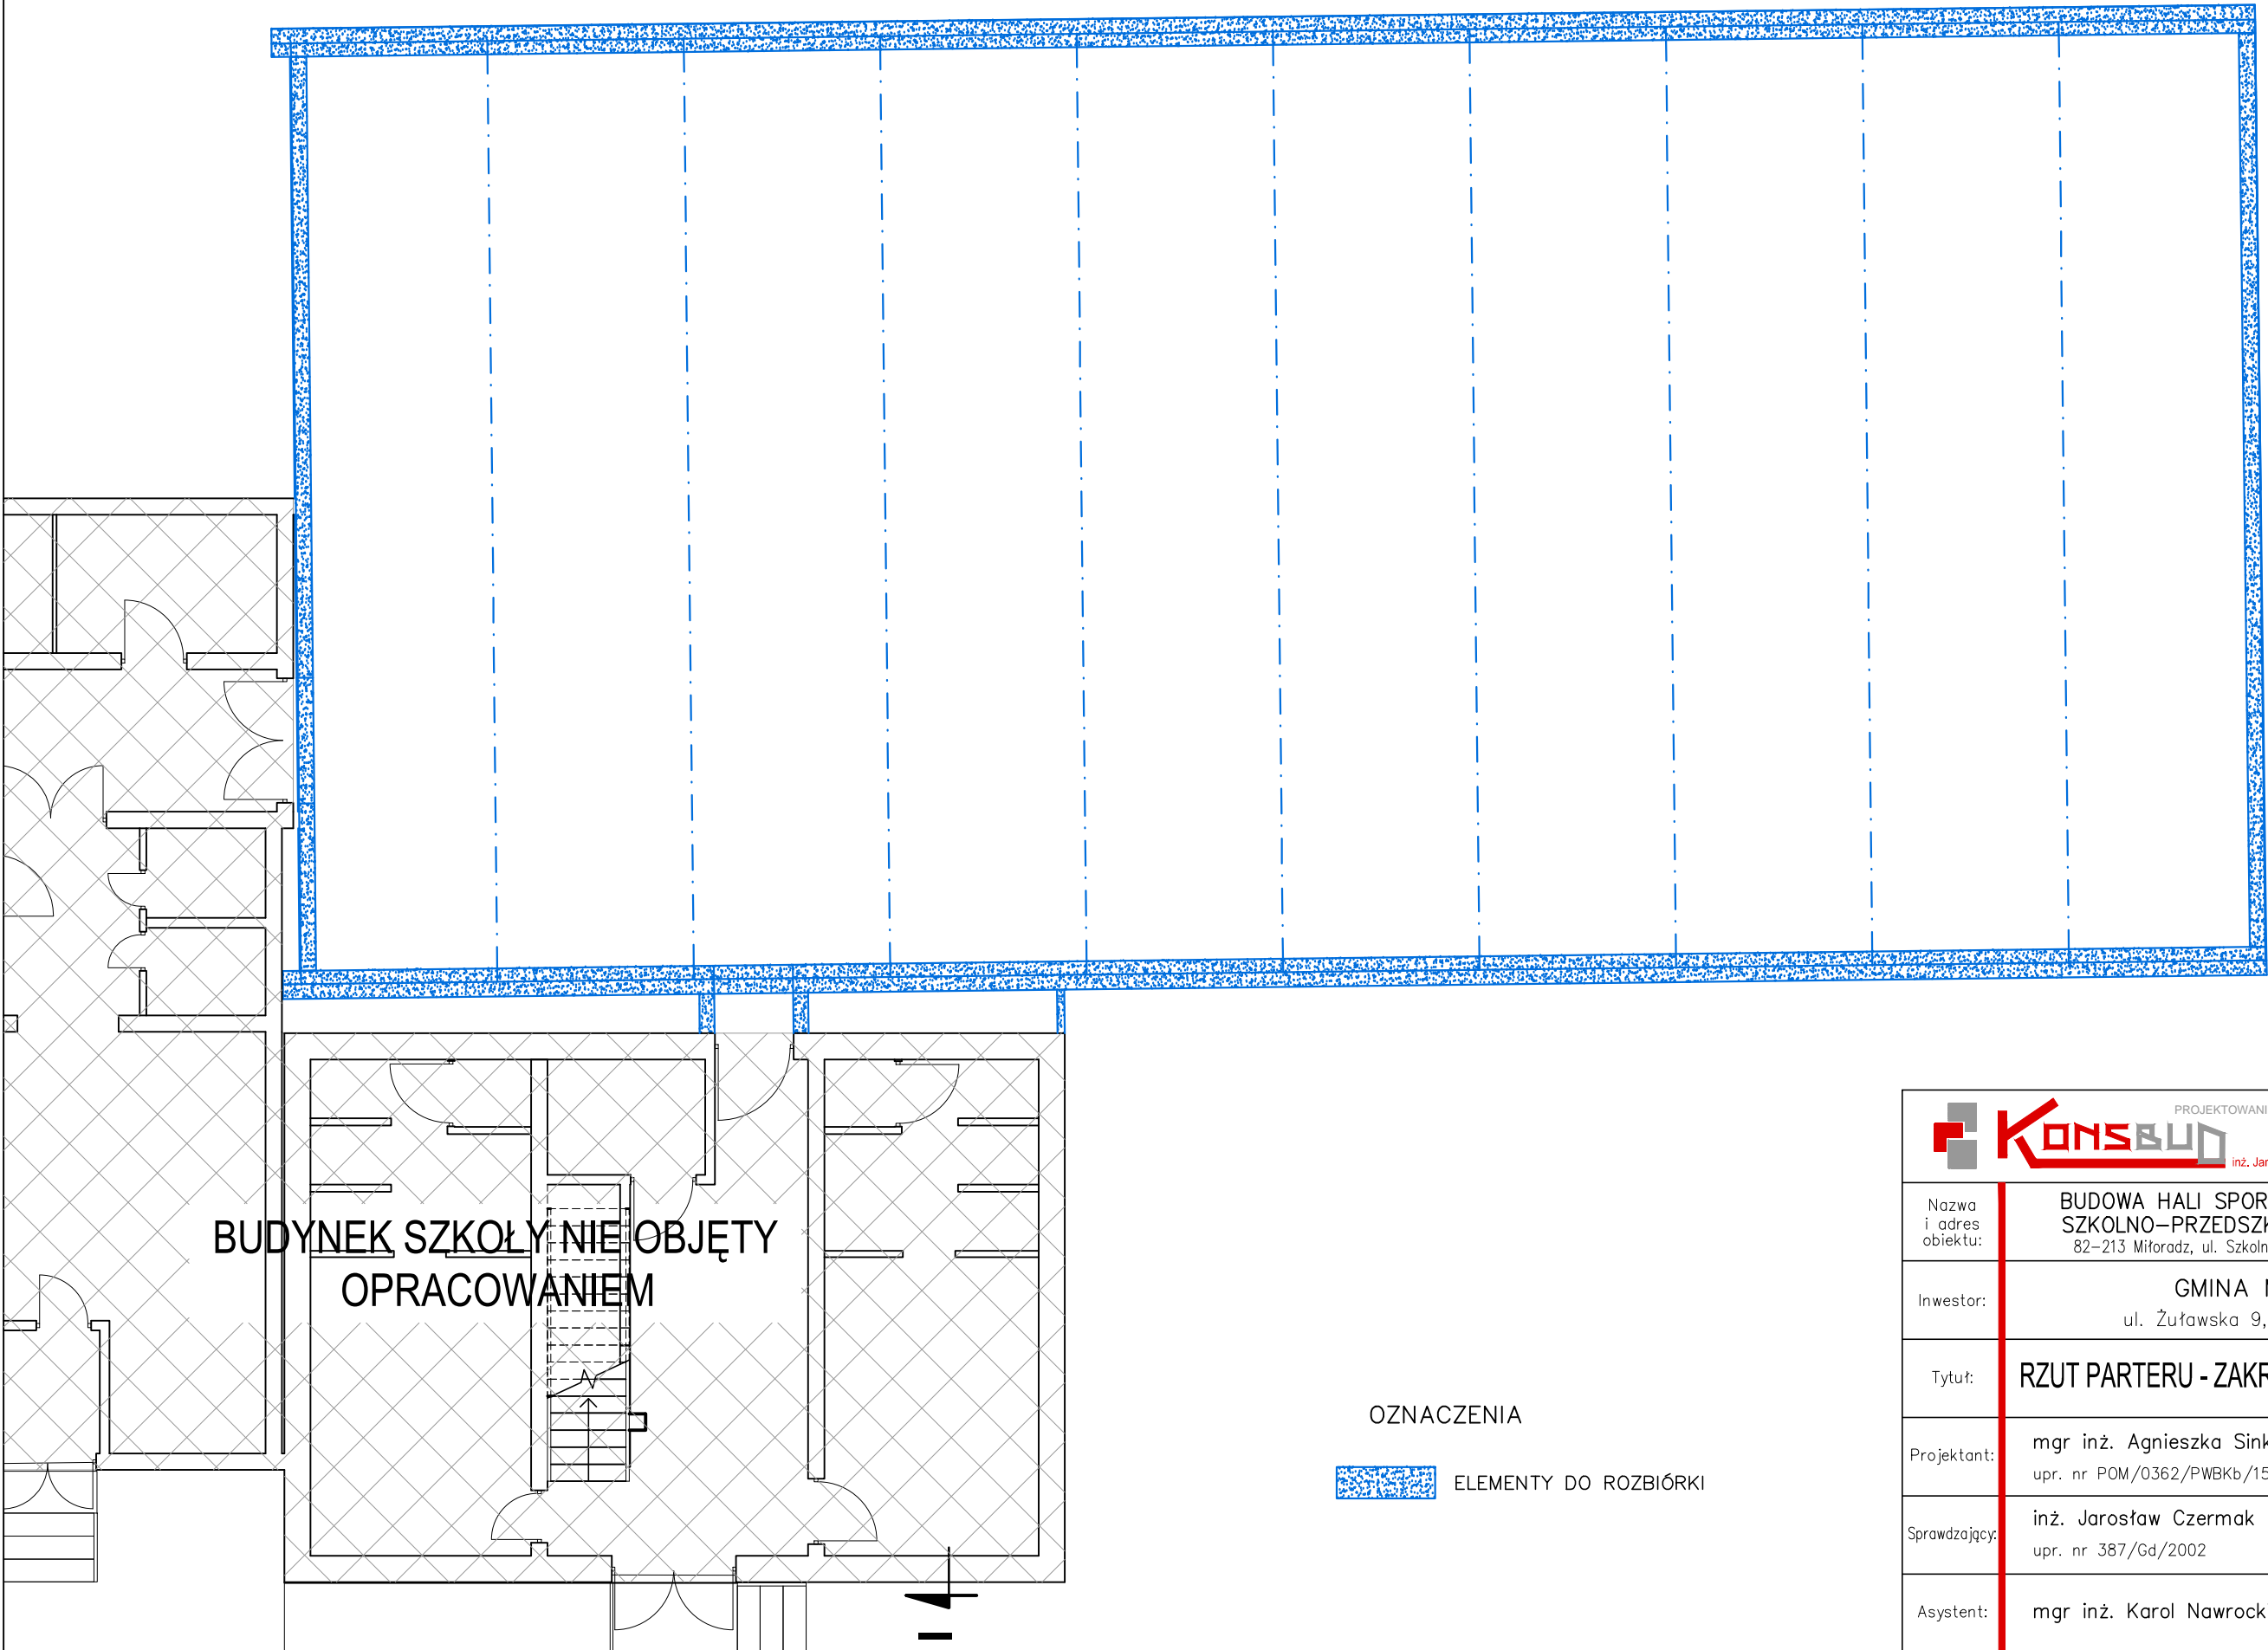 BUDYNEK SZKOŁY NIE OBJĘTY
OPRACOWANIEM
OZNACZENIA
ELEMENTY DO ROZBIÓRKI
PROJEKTOWANI
KONSBUD
inż. Jar
Nazwa
i adres
obiektu:
BUDOWA HALI SPOR
SZKOLNO–PRZEDSZK
82–213 Miłoradz, ul. Szkoln
Inwestor:
GMINA
ul. Żuławska 9,
Tytuł:
RZUT PARTERU - ZAKR
Projektant:
mgr inż. Agnieszka Sink
upr. nr POM/0362/PWBKb/15
Sprawdzający:
inż. Jarosław Czermak
upr. nr 387/Gd/2002
Asystent:
mgr inż. Karol Nawrock